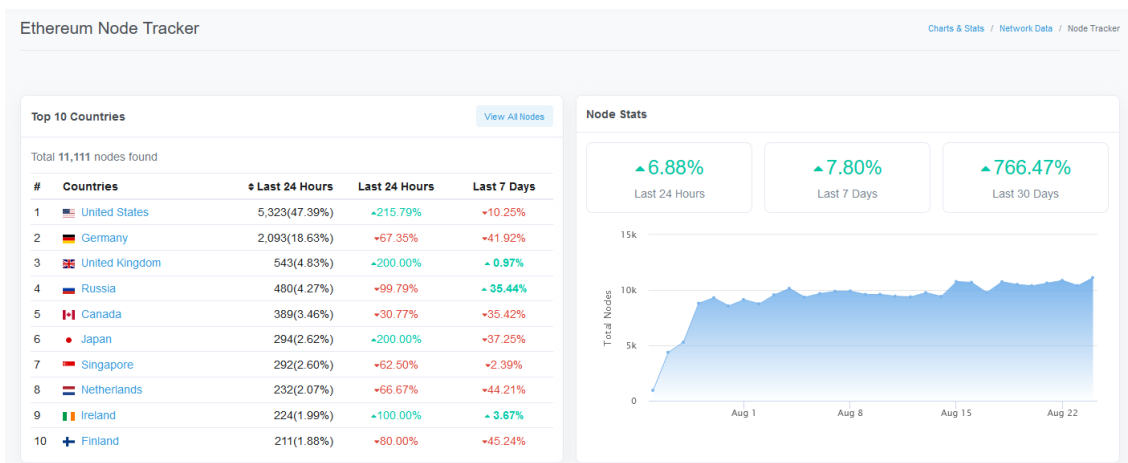 Ethereum Node Tracker
Charts & Stats / Network Data / Node Tracker
Top 10 Countries
View All Nodes
Total 11,111 nodes found
# Countries Last 24 Hours Last 24 Hours Last 7 Days
1 United States 5,323(47.39%) 215.79% 10.25%
2 Germany 2,093(18.63%) 67.35% 41.92%
3 United Kingdom 543(4.83%) 200.00% 0.97%
4 Russia 480(4.27%) 99.79% 35.44%
5 Canada 389(3.46%) 30.77% 35.42%
6 Japan 294(2.62%) 200.00% 37.25%
7 Singapore 292(2.60%) 62.50% 2.39%
8 Netherlands 232(2.07%) 66.67% 44.21%
9 Ireland 224(1.99%) 100.00% 3.67%
10 Finland 211(1.88%) 80.00% 45.24%
Node Stats
6.88% 7.80% 766.47%
Last 24 Hours Last 7 Days Last 30 Days
Total Nodes
15k
10k
5k
0
Aug 1 Aug 8 Aug 15 Aug 22